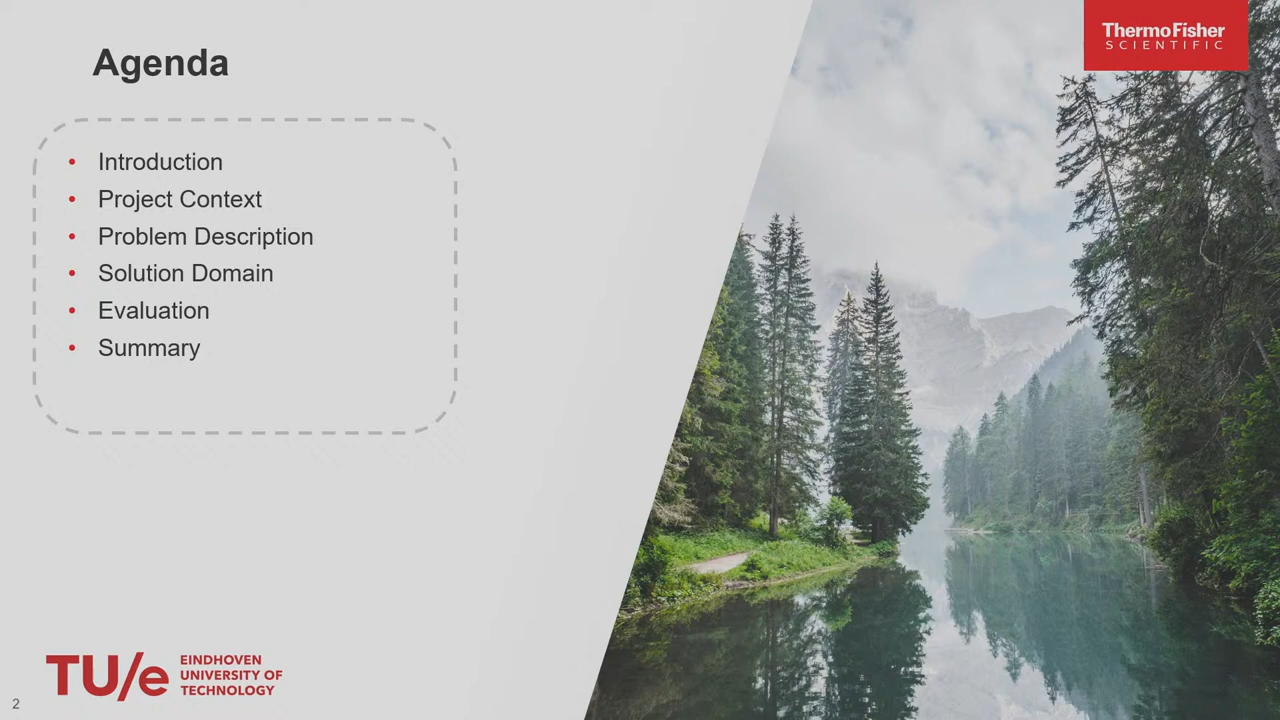 Agenda
ThermoFisher
SCIENTIFIC
• Introduction
• Project Context
• Problem Description
• Solution Domain
• Evaluation
• Summary
TU/e EINDHOVEN
UNIVERSITY OF
TECHNOLOGY
2